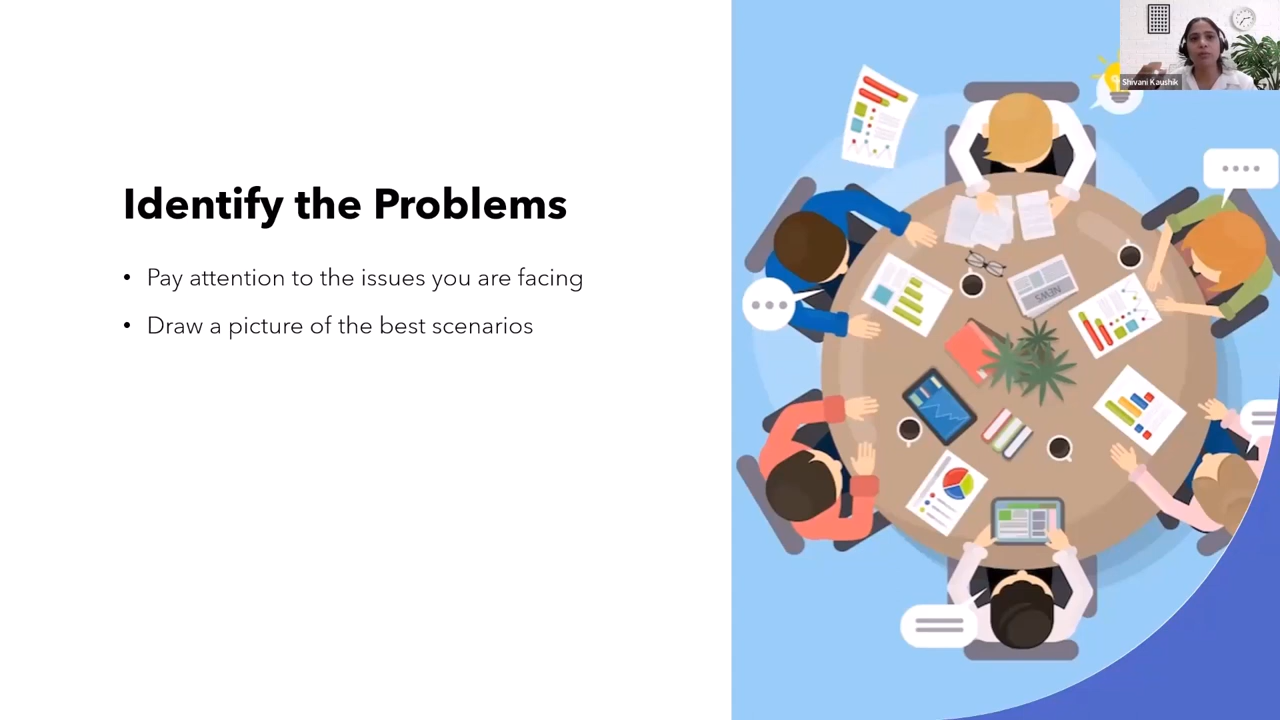 Shivani Kaushik
Identify the Problems
• Pay attention to the issues you are facing
• Draw a picture of the best scenarios
NEWS